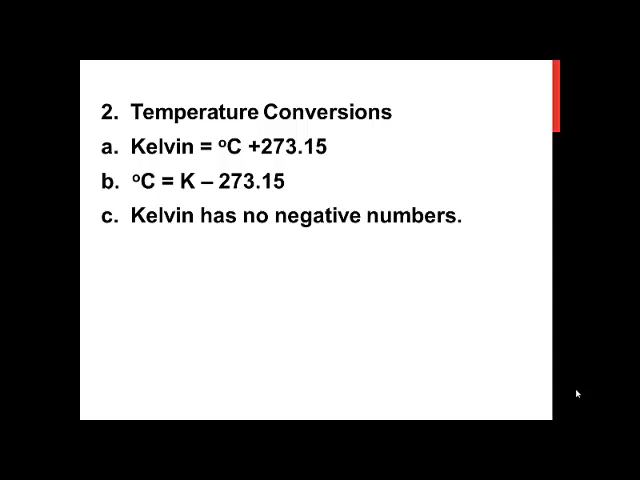 2. Temperature Conversions
a. Kelvin = ºC +273.15
b. ºC = K – 273.15
c. Kelvin has no negative numbers.